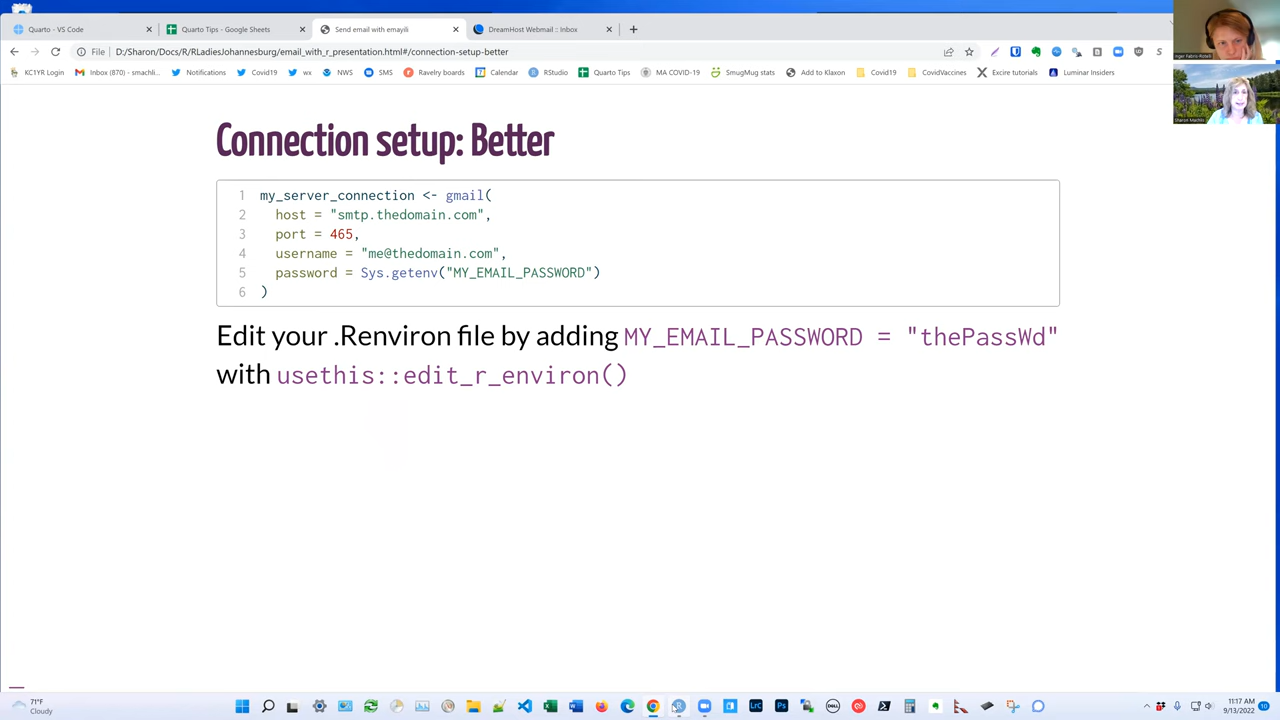 Quarto - VS Code
Quarto Tips - Google Sheets
Send email with emayili
DreamHost Webmail :: Inbox
File
D:/Sharon/Docs/R/RLadiesJohannesburg/email_with_r_presentation.html#/connection-setup-better
KC1YR Login
Inbox (870) - smachli...
Notifications
Covid19
wx
NWS
SMS
Ravelry boards
Calendar
RStudio
Quarto Tips
MA COVID-19
SmugMug stats
Add to Klaxon
Covid19
CovidVaccines
Excire tutorials
Luminar Insiders
Connection setup: Better
1 my_server_connection <- gmail(
2 host = "smtp.thedomain.com",
3 port = 465,
4 username = "me@thedomain.com",
5 password = Sys.getenv("MY_EMAIL_PASSWORD")
6 )
Edit your .Renviron file by adding MY_EMAIL_PASSWORD = "thePassWd"
with usethis::edit_r_environ()
71°F
Cloudy
11:17 AM
9/13/2022